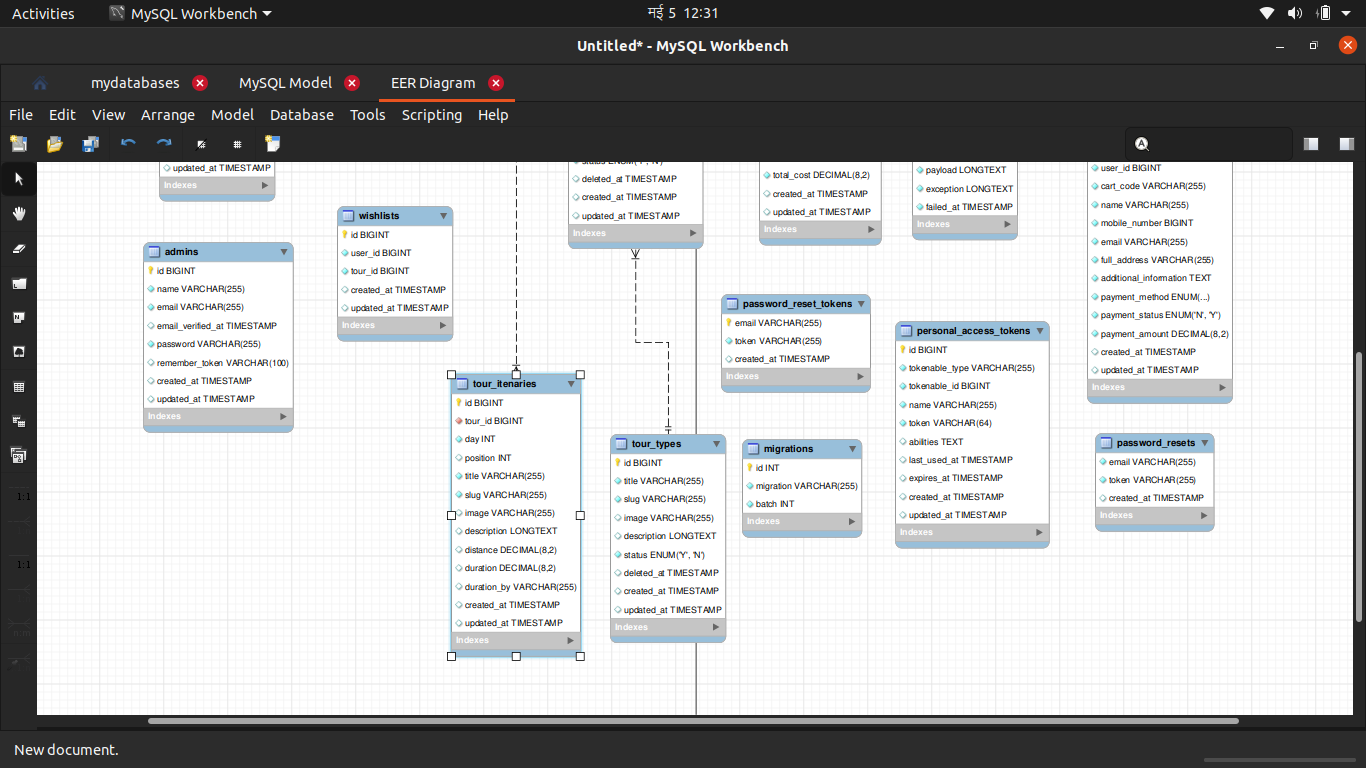 Activities
MySQL Workbench
मई 5 12:31
Untitled* - MySQL Workbench
mydatabases
MySQL Model
EER Diagram
File Edit View Arrange Model Database Tools Scripting Help
updated_at TIMESTAMP
Indexes
admins
id BIGINT
name VARCHAR(255)
email VARCHAR(255)
email_verified_at TIMESTAMP
password VARCHAR(255)
remember_token VARCHAR(100)
created_at TIMESTAMP
updated_at TIMESTAMP
Indexes
wishlists
id BIGINT
user_id BIGINT
tour_id BIGINT
created_at TIMESTAMP
updated_at TIMESTAMP
Indexes
tour_itenaries
id BIGINT
tour_id BIGINT
day INT
position INT
title VARCHAR(255)
slug VARCHAR(255)
image VARCHAR(255)
description LONGTEXT
distance DECIMAL(8,2)
duration DECIMAL(8,2)
duration_by VARCHAR(255)
created_at TIMESTAMP
updated_at TIMESTAMP
Indexes
deleted_at TIMESTAMP
created_at TIMESTAMP
updated_at TIMESTAMP
Indexes
tour_types
id BIGINT
title VARCHAR(255)
slug VARCHAR(255)
image VARCHAR(255)
description LONGTEXT
status ENUM('Y', 'N')
deleted_at TIMESTAMP
created_at TIMESTAMP
updated_at TIMESTAMP
Indexes
total_cost DECIMAL(8,2)
created_at TIMESTAMP
updated_at TIMESTAMP
Indexes
password_reset_tokens
email VARCHAR(255)
token VARCHAR(255)
created_at TIMESTAMP
Indexes
migrations
id INT
migration VARCHAR(255)
batch INT
Indexes
payload LONGTEXT
exception LONGTEXT
failed_at TIMESTAMP
Indexes
personal_access_tokens
id BIGINT
tokenable_type VARCHAR(255)
tokenable_id BIGINT
name VARCHAR(255)
token VARCHAR(64)
abilities TEXT
last_used_at TIMESTAMP
expires_at TIMESTAMP
created_at TIMESTAMP
updated_at TIMESTAMP
Indexes
user_id BIGINT
cart_code VARCHAR(255)
name VARCHAR(255)
mobile_number BIGINT
email VARCHAR(255)
full_address VARCHAR(255)
additional_information TEXT
payment_method ENUM(...)
payment_status ENUM('N', 'Y')
payment_amount DECIMAL(8,2)
created_at TIMESTAMP
updated_at TIMESTAMP
Indexes
password_resets
email VARCHAR(255)
token VARCHAR(255)
created_at TIMESTAMP
Indexes
1:1
1:1
New document.